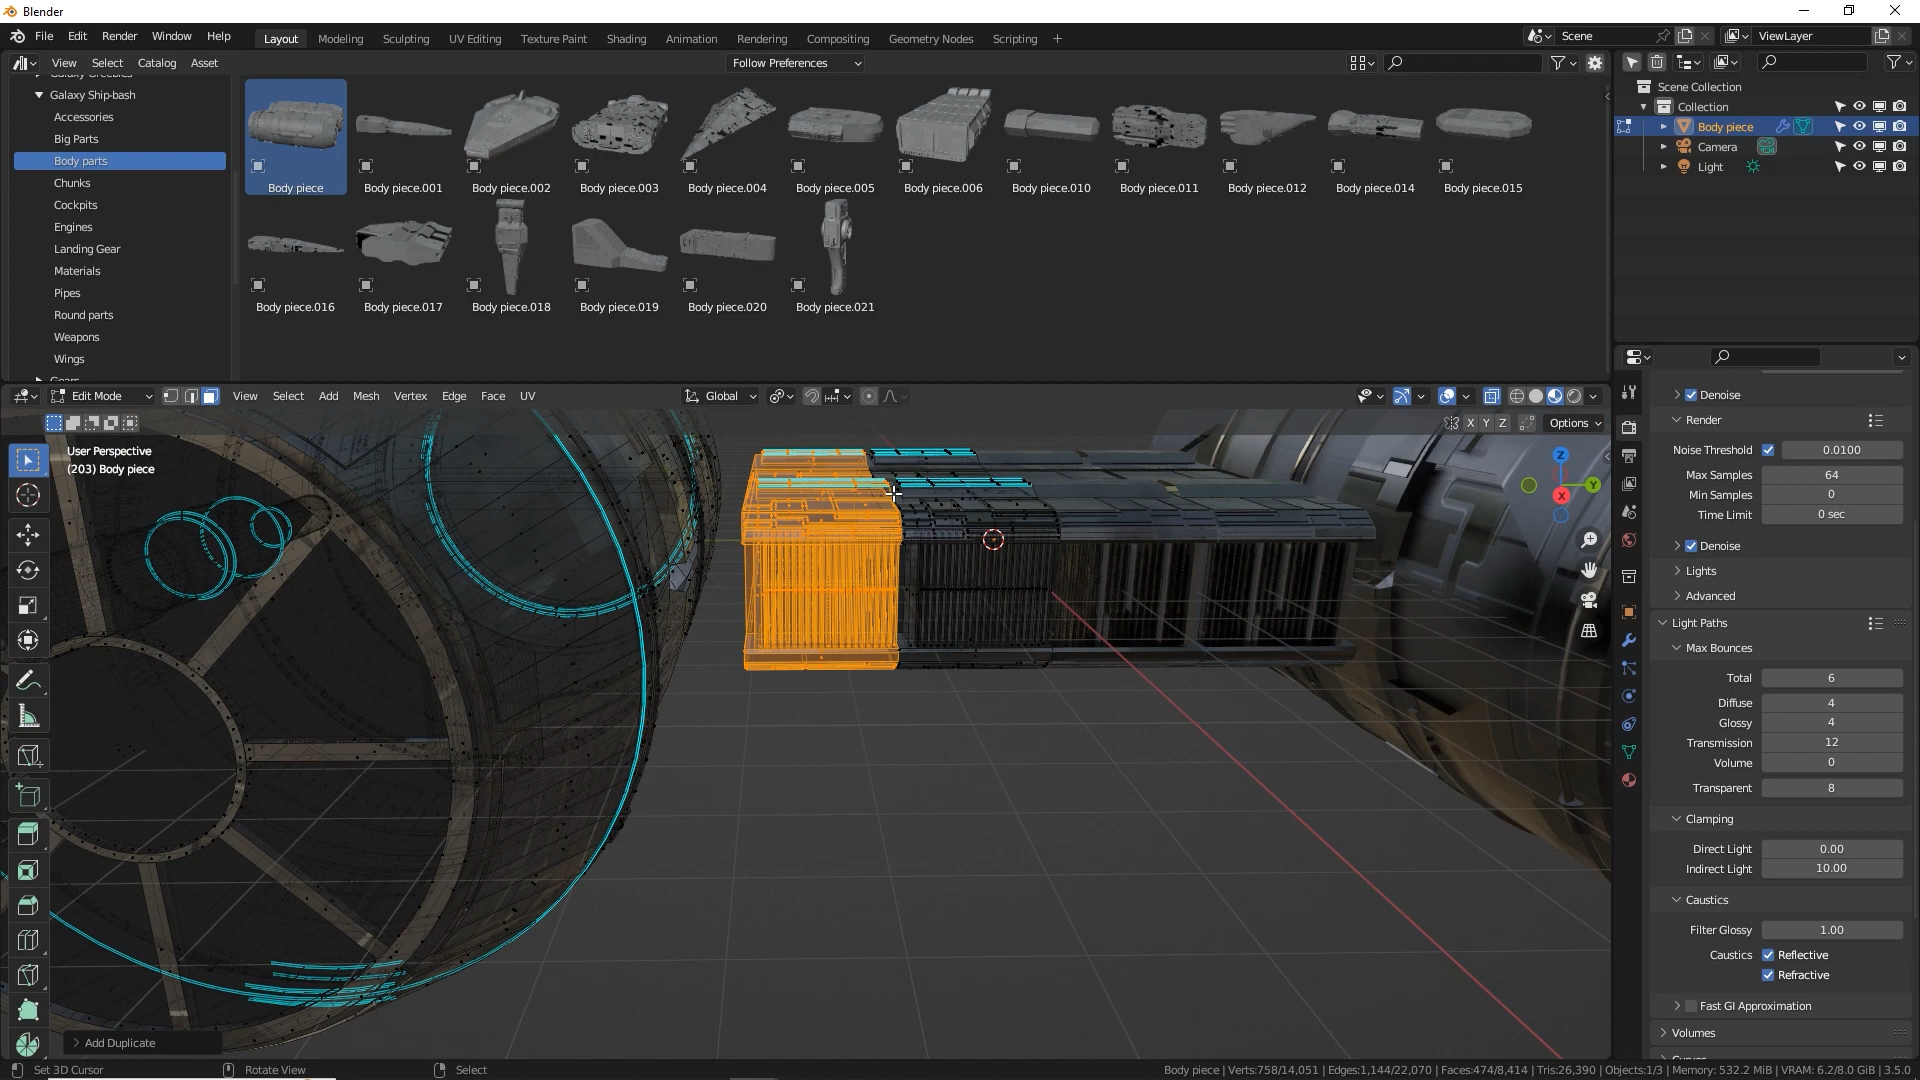 Blender
File Edit Render Window Help
Layout Modeling Sculpting UV Editing Texture Paint Shading Animation Rendering Compositing Geometry Nodes Scripting +
Scene
ViewLayer
View Select Catalog Asset
Follow Preferences
Galaxy Greebles
Galaxy Ship-bash
Accessories
Big Parts
Body parts
Chunks
Cockpits
Engines
Landing Gear
Materials
Pipes
Round parts
Weapons
Wings
Gears
Body piece Body piece.001 Body piece.002 Body piece.003 Body piece.004 Body piece.005 Body piece.006 Body piece.010 Body piece.011 Body piece.012 Body piece.014 Body piece.015
Body piece.016 Body piece.017 Body piece.018 Body piece.019 Body piece.020 Body piece.021
Scene Collection
Collection
Body piece
Camera
Light
Edit Mode View Select Add Mesh Vertex Edge Face UV
Global
X Y Z
Options
User Perspective
(203) Body piece
Z
Y
X
Add Duplicate
Denoise
Render
Noise Threshold 0.0100
Max Samples 64
Min Samples 0
Time Limit 0 sec
Denoise
Lights
Advanced
Light Paths
Max Bounces
Total 6
Diffuse 4
Glossy 4
Transmission 12
Volume 0
Transparent 8
Clamping
Direct Light 0.00
Indirect Light 10.00
Caustics
Filter Glossy 1.00
Caustics Reflective
Refractive
Fast GI Approximation
Volumes
Curves
Set 3D Cursor Rotate View Select
Body piece | Verts:758/14,051 | Edges:1,144/22,070 | Faces:474/8,414 | Tris:26,390 | Objects:1/3 | Memory: 532.2 MiB | VRAM: 6.2/8.0 GiB | 3.5.0